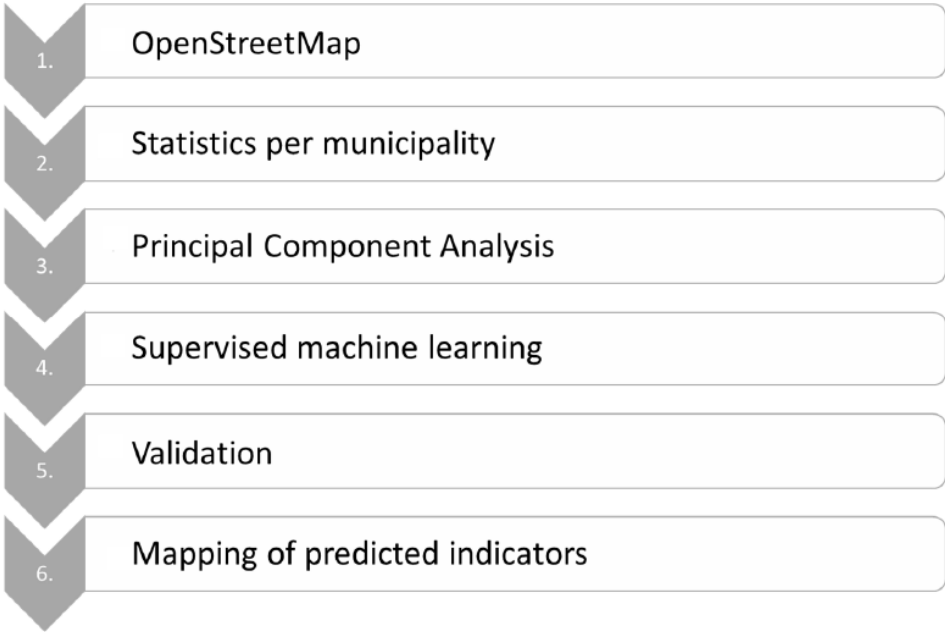 1. OpenStreetMap
2. Statistics per municipality
3. Principal Component Analysis
4. Supervised machine learning
5. Validation
6. Mapping of predicted indicators